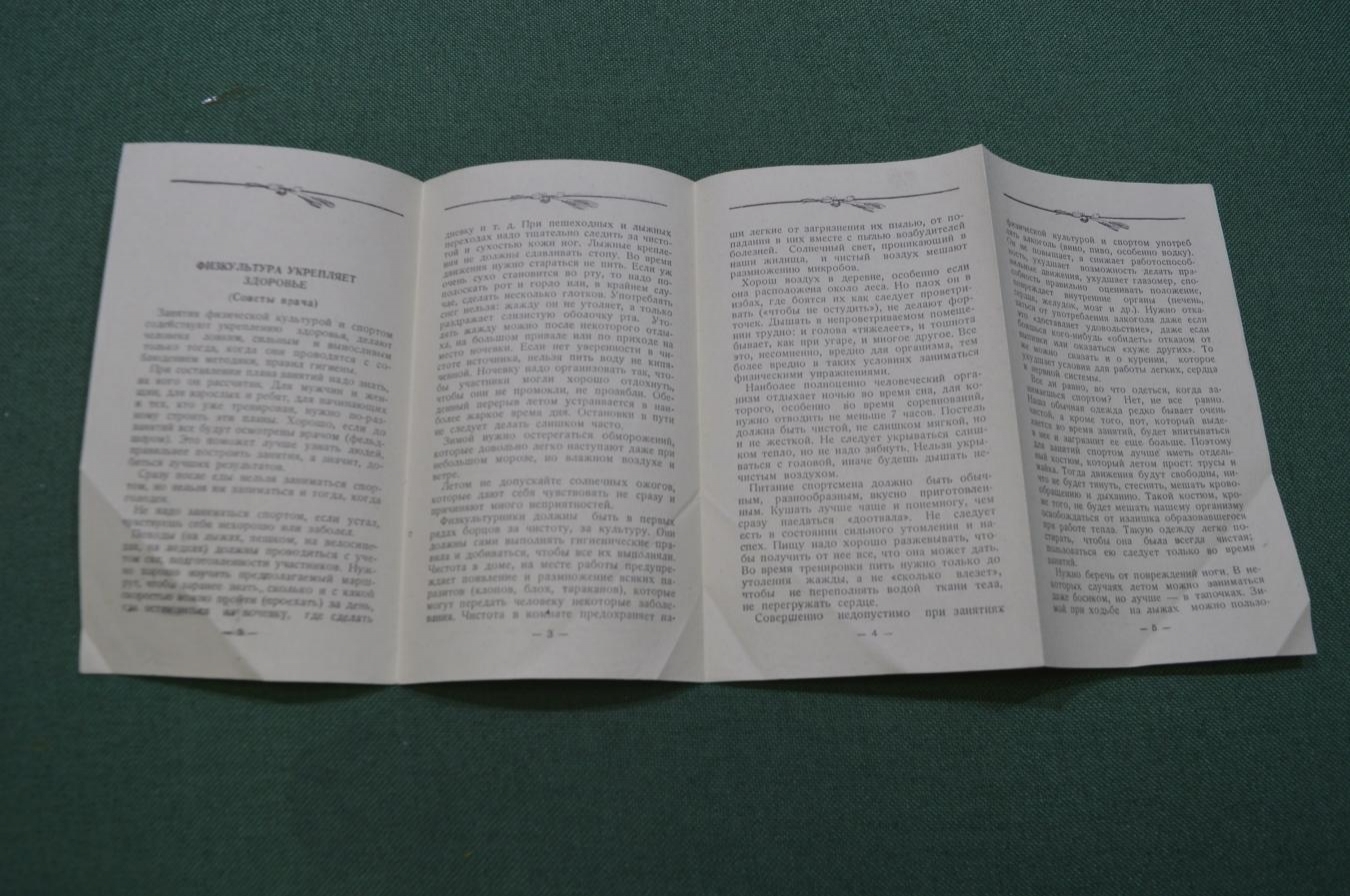 ФИЗКУЛЬТУРА УКРЕПЛЯЕТ
ЗДОРОВЬЕ
(Советы врача)
Занятия физической культурой и спортом
содействуют укреплению здоровья, делают
человека ловким, сильным и выносливым
только тогда, когда они проводятся с со-
блюдением методики, правил гигиены.
При составлении плана занятий надо знать,
на кого он рассчитан. Для мужчин и жен-
щин, для взрослых и ребят, для начинающих
и тех, кто уже тренирован, нужно по-раз-
ному строить эти планы. Хорошо, если до
занятий все будут осмотрены врачом (фельд-
шером). Это поможет лучше узнать людей,
правильнее построить занятия, а значит, до-
биться лучших результатов.
Сразу после еды нельзя заниматься спор-
том, но нельзя им заниматься и тогда, когда
голоден.
Не надо заниматься спортом, если устал,
чувствуешь себя нехорошо или заболел.
Походы (на лыжах, пешком, на велосипе-
де, на лодках) должны проводиться с уче-
том сил, подготовленности участников. Нуж-
но хорошо изучить предполагаемый марш-
рут, чтобы заранее знать, сколько и с какой
скоростью можно пройти (проехать) за день,
где остановиться на ночевку, где сделать
дневку и т. д. При пешеходных и лыжных
переходах надо тщательно следить за чисто-
той и сухостью кожи ног. Лыжные крепле-
ния не должны сдавливать стопу. Во время
движения нужно стараться не пить. Если уж
очень сухо становится во рту, то надо по-
полоскать рот и горло или, в крайнем слу-
чае, сделать несколько глотков. Употреблять
снег нельзя: жажду он не утоляет, а только
раздражает слизистую оболочку рта. Уто-
лять жажду можно после некоторого отды-
ха, на большом привале или по приходе на
место ночевки. Если нет уверенности в чи-
стоте источника, нельзя пить воду не кипя-
ченной. Ночевку надо организовать так, что-
бы участники могли хорошо отдохнуть,
чтобы они не промокли, не прозябли. Обе-
денный перерыв летом устраивается в наи-
более жаркое время дня. Остановки в пути
не следует делать слишком часто.
Зимой нужно остерегаться обморожений,
которые довольно легко наступают даже при
небольшом морозе, но влажном воздухе и
ветре.
Летом не допускайте солнечных ожогов,
которые дают себя чувствовать не сразу и
причиняют много неприятностей.
Физкультурники должны быть в первых
рядах борцов за чистоту, за культуру. Они
должны сами выполнять гигиенические пра-
вила и добиваться, чтобы все их выполняли.
Чистота в доме, на месте работы предупре-
ждает появление и размножение всяких па-
разитов (клопов, блох, тараканов), которые
могут передать человеку некоторые заболе-
вания. Чистота в комнате предохраняет на-
— 3 —
ши легкие от загрязнения их пылью, от по-
падания в них вместе с пылью возбудителей
болезней. Солнечный свет, проникающий в
наши жилища, и чистый воздух мешают
размножению микробов.
Хорош воздух в деревне, особенно если
она расположена около леса. Но плох он в
избах, где боятся их как следует проветри-
вать («чтобы не остудить»), не делают фор-
точек. Дышать в непроветриваемом помеще-
нии трудно: и голова «тяжелеет», и тошнота
бывает, как при угаре, и многое другое. Все
это, несомненно, вредно для организма, тем
более вредно в таких условиях заниматься
физическими упражнениями.
Наиболее полноценно человеческий орга-
низм отдыхает ночью во время сна, для ко-
торого, особенно во время соревнований,
нужно отводить не меньше 7 часов. Постель
должна быть чистой, не слишком мягкой, но
и не жесткой. Не следует укрываться слиш-
ком тепло, но не надо зябнуть. Нельзя укры-
ваться с головой, иначе будешь дышать не-
чистым воздухом.
Питание спортсмена должно быть обыч-
ным, разнообразным, вкусно приготовлен-
ным. Кушать лучше чаще и понемногу, чем
сразу наедаться «доотвала». Не следует
есть в состоянии сильного утомления и на-
спех. Пищу надо хорошо разжевывать, что-
бы получить от нее все, что она может дать.
Во время тренировки пить нужно только до
утоления жажды, а не «сколько влезет»,
чтобы не переполнять водой ткани тела,
не перегружать сердце.
Совершенно недопустимо при занятиях
— 4 —
физической культурой и спортом употреб
лять алкоголь (вино, пиво, особенно водку).
Он не повышает, а снижает работоспособ-
ность, ухудшает возможность делать пра-
вильные движения, ухудшает глазомер, спо-
собность правильно оценивать положение,
повреждает внутренние органы (печень,
сердце, желудок, мозг и др.). Нужно отка-
заться от употребления алкоголя даже если
это «доставляет удовольствие», даже если
боишься кого-нибудь «обидеть» отказом от
выпивки или оказаться «хуже других». То
же можно сказать и о курении, которое
ухудшает условия для работы легких, сердца
и нервной системы.
Все ли равно, во что одеться, когда за-
нимаешься спортом? Нет, не все равно.
Наша обычная одежда редко бывает очень
чистой, а кроме того, пот, который выде-
ляется во время занятий, будет впитываться
в нее и загрязнит ее еще больше. Поэтому
для занятий спортом лучше иметь отдель-
ный костюм, который летом прост: трусы и
майка. Тогда движения будут свободны, ни-
что не будет тянуть, стеснять, мешать крово-
обращению и дыханию. Такой костюм, кро-
ме того, не будет мешать нашему организму
освобождаться от излишка образовавшегося
при работе тепла. Такую одежду легко по-
стирать, чтобы она была всегда чистая;
пользоваться ею следует только во время
занятий.
Нужно беречь от повреждений ноги. В не-
которых случаях летом можно заниматься
даже босиком, но лучше — в тапочках. Зи-
мой при ходьбе на лыжах можно пользо-
— 5 —